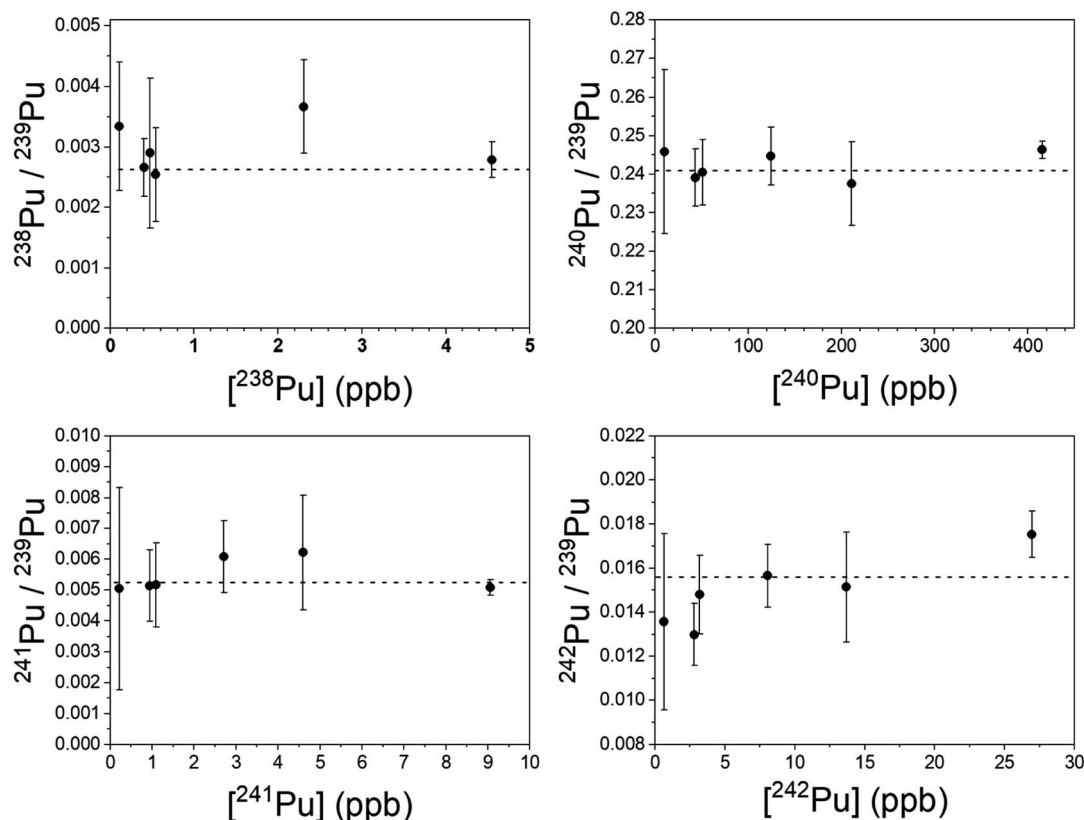 0.005
0.004
0.003
0.002
0.001
0.000
²³⁸Pu / ²³⁹Pu
0 1 2 3 4 5
[²³⁸Pu] (ppb)
0.28
0.27
0.26
0.25
0.24
0.23
0.22
0.21
0.20
²⁴⁰Pu / ²³⁹Pu
0 100 200 300 400
[²⁴⁰Pu] (ppb)
0.010
0.009
0.008
0.007
0.006
0.005
0.004
0.003
0.002
0.001
0.000
²⁴¹Pu / ²³⁹Pu
0 1 2 3 4 5 6 7 8 9 10
[²⁴¹Pu] (ppb)
0.022
0.020
0.018
0.016
0.014
0.012
0.010
0.008
²⁴²Pu / ²³⁹Pu
0 5 10 15 20 25 30
[²⁴²Pu] (ppb)